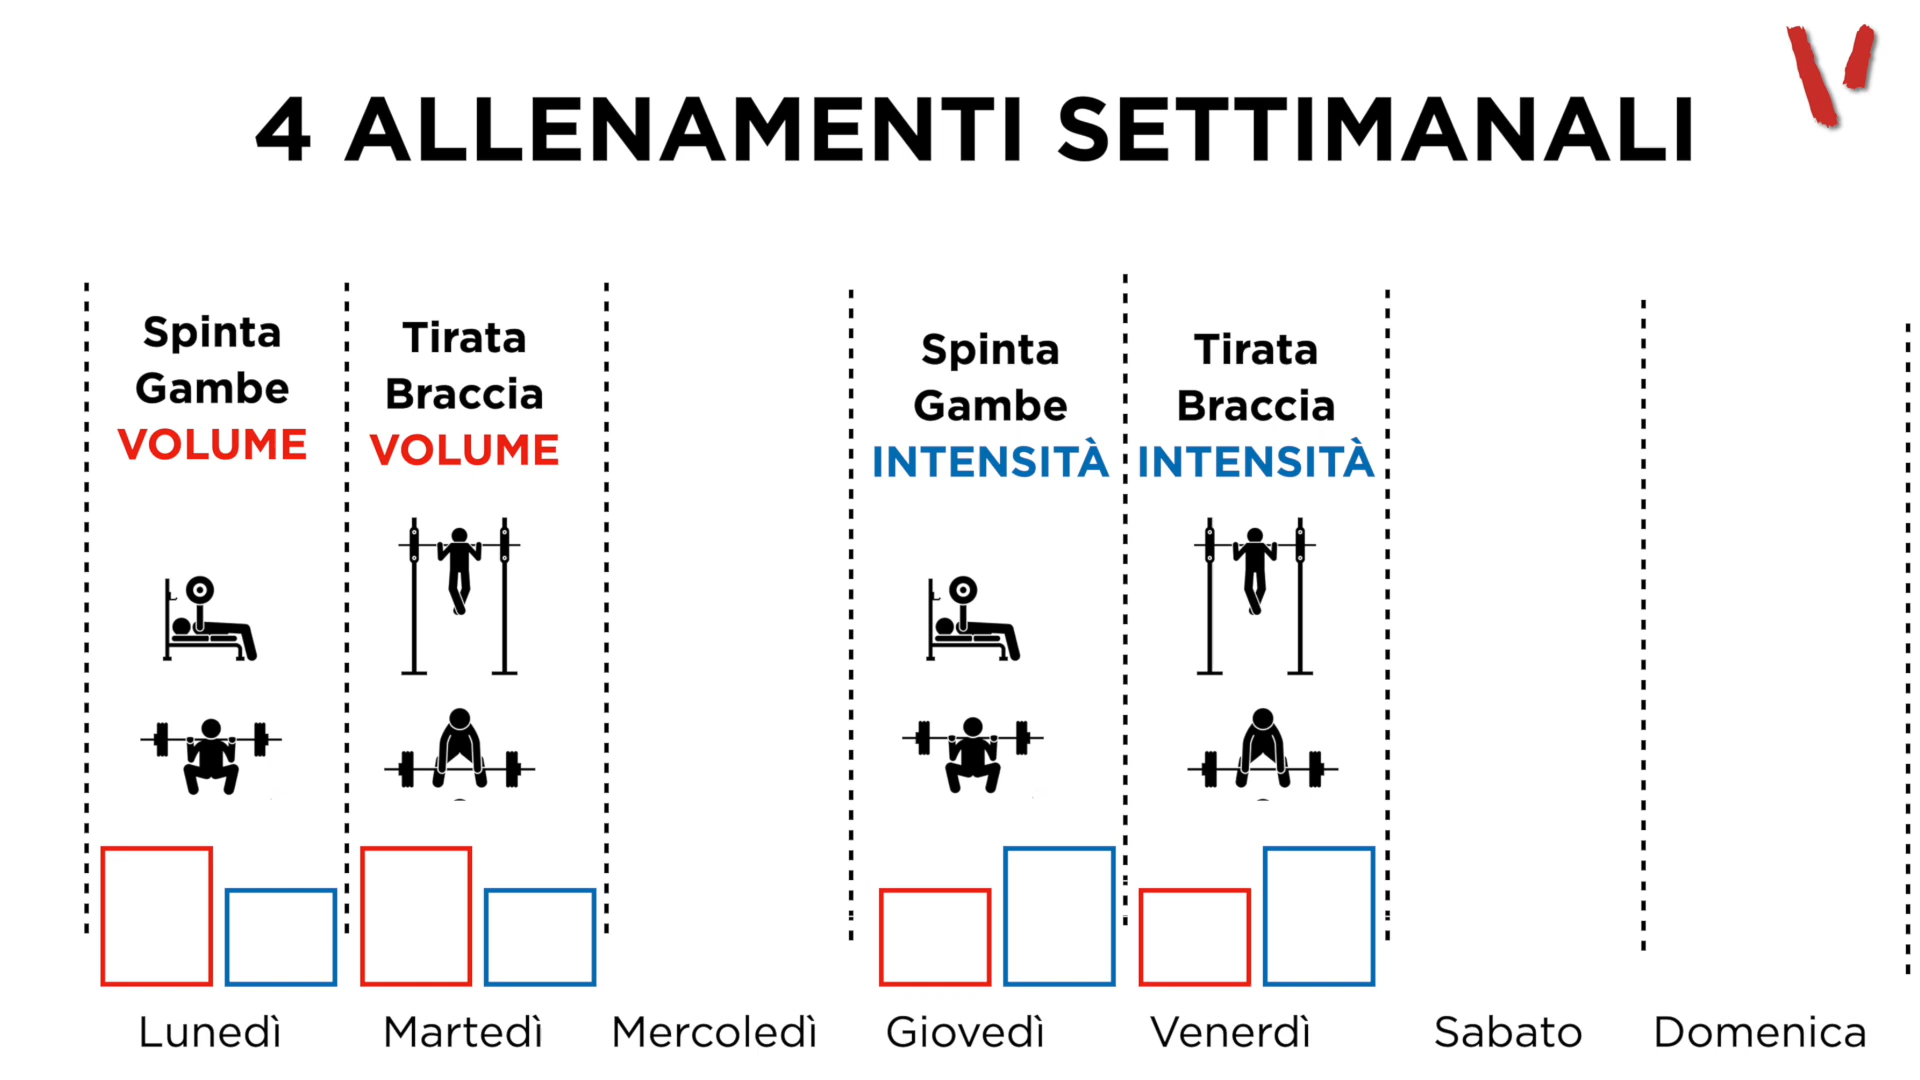 4 ALLENAMENTI SETTIMANALI
Spinta
Gambe
VOLUME
Tirata
Braccia
VOLUME
Spinta
Gambe
INTENSITÀ
Tirata
Braccia
INTENSITÀ
Lunedì
Martedì
Mercoledì
Giovedì
Venerdì
Sabato
Domenica